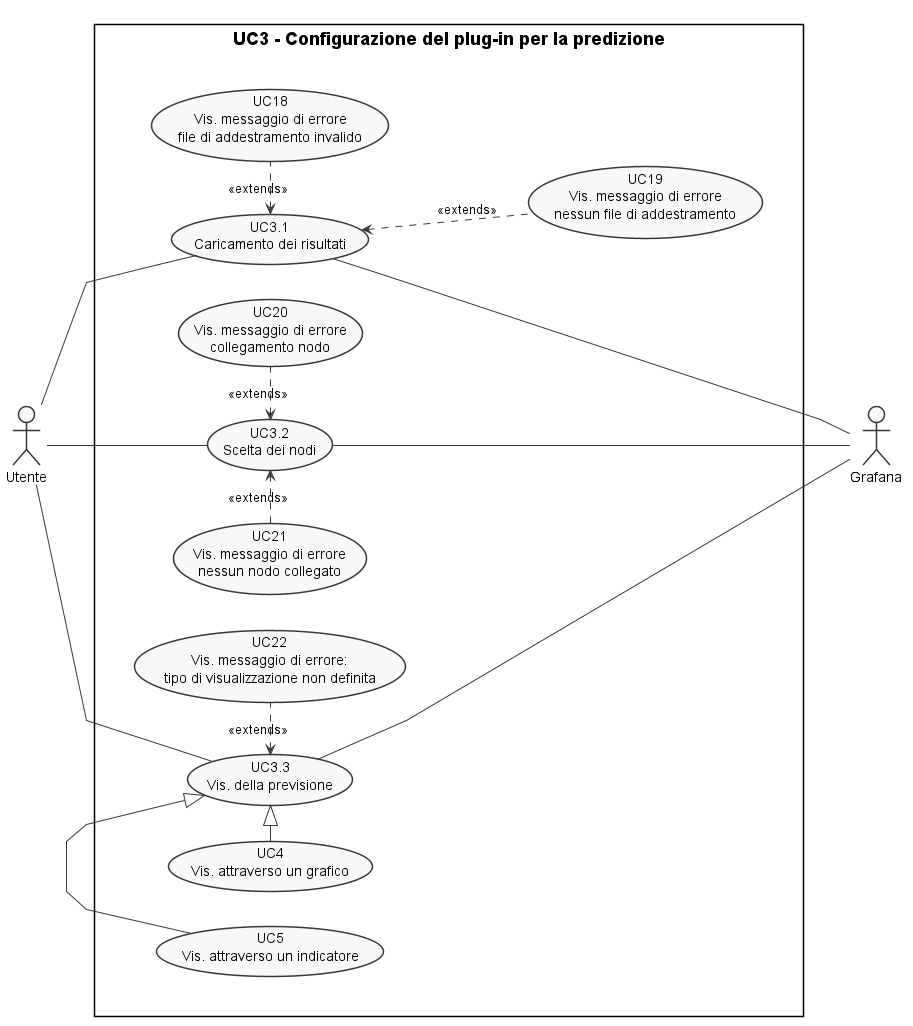 UC3 - Configurazione del plug-in per la predizione
UC18
Vis. messaggio di errore
file di addestramento invalido
«extends»
UC19
Vis. messaggio di errore
nessun file di addestramento
«extends»
UC3.1
Caricamento dei risultati
UC20
Vis. messaggio di errore
collegamento nodo
«extends»
UC3.2
Scelta dei nodi
Utente
Grafana
«extends»
UC21
Vis. messaggio di errore
nessun nodo collegato
UC22
Vis. messaggio di errore:
tipo di visualizzazione non definita
«extends»
UC3.3
Vis. della previsione
UC4
Vis. attraverso un grafico
UC5
Vis. attraverso un indicatore